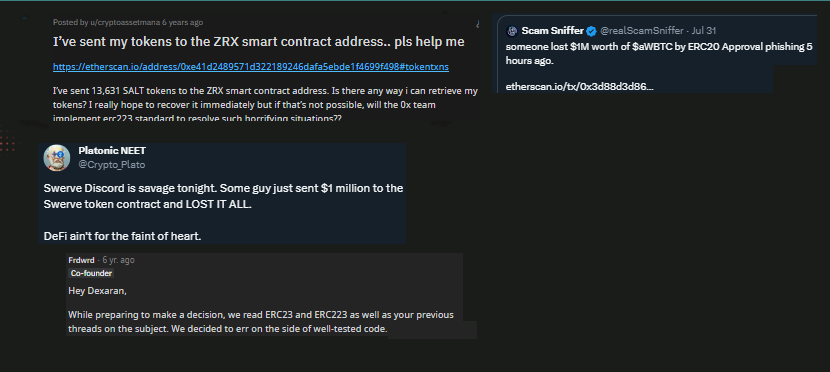 Posted by u/cryptoassetmana 6 years ago
I've sent my tokens to the ZRX smart contract address.. pls help me
https://etherscan.io/address/0xe41d2489571d322189246dafa5ebde1f4699f498#tokentxns
I've sent 13,631 SALT tokens to the ZRX smart contract address. Is there any way i can retrieve my
tokens? I really hope to recover it immediately but if that's not possible, will the 0x team
implement erc223 standard to resolve such horrifying situations??
Scam Sniffer @realScamSniffer · Jul 31
someone lost $1M worth of $aWBTC by ERC20 Approval phishing 5
hours ago.
etherscan.io/tx/0x3d88d3d86...
Platonic NEET
@Crypto_Plato
Swerve Discord is savage tonight. Some guy just sent $1 million to the
Swerve token contract and LOST IT ALL.
DeFi ain't for the faint of heart.
Frdwrd · 6 yr. ago
Co-founder
Hey Dexaran,
While preparing to make a decision, we read ERC23 and ERC223 as well as your previous
threads on the subject. We decided to err on the side of well-tested code.